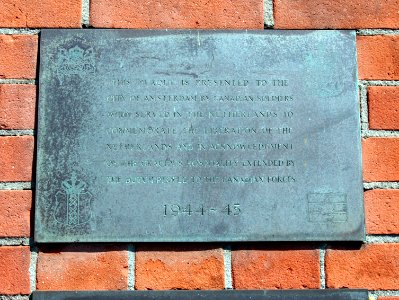 THIS PLAQUE IS PRESENTED TO THE
CITY OF AMSTERDAM BY CANADIAN SOLDIERS
WHO SERVED IN THE NETHERLANDS TO
COMMEMORATE THE LIBERATION OF THE
NETHERLANDS AND IN ACKNOWLEDGMENT
OF THE GRACIOUS HOSPITALITY EXTENDED BY
THE DUTCH PEOPLE TO THE CANADIAN FORCES
1944-45